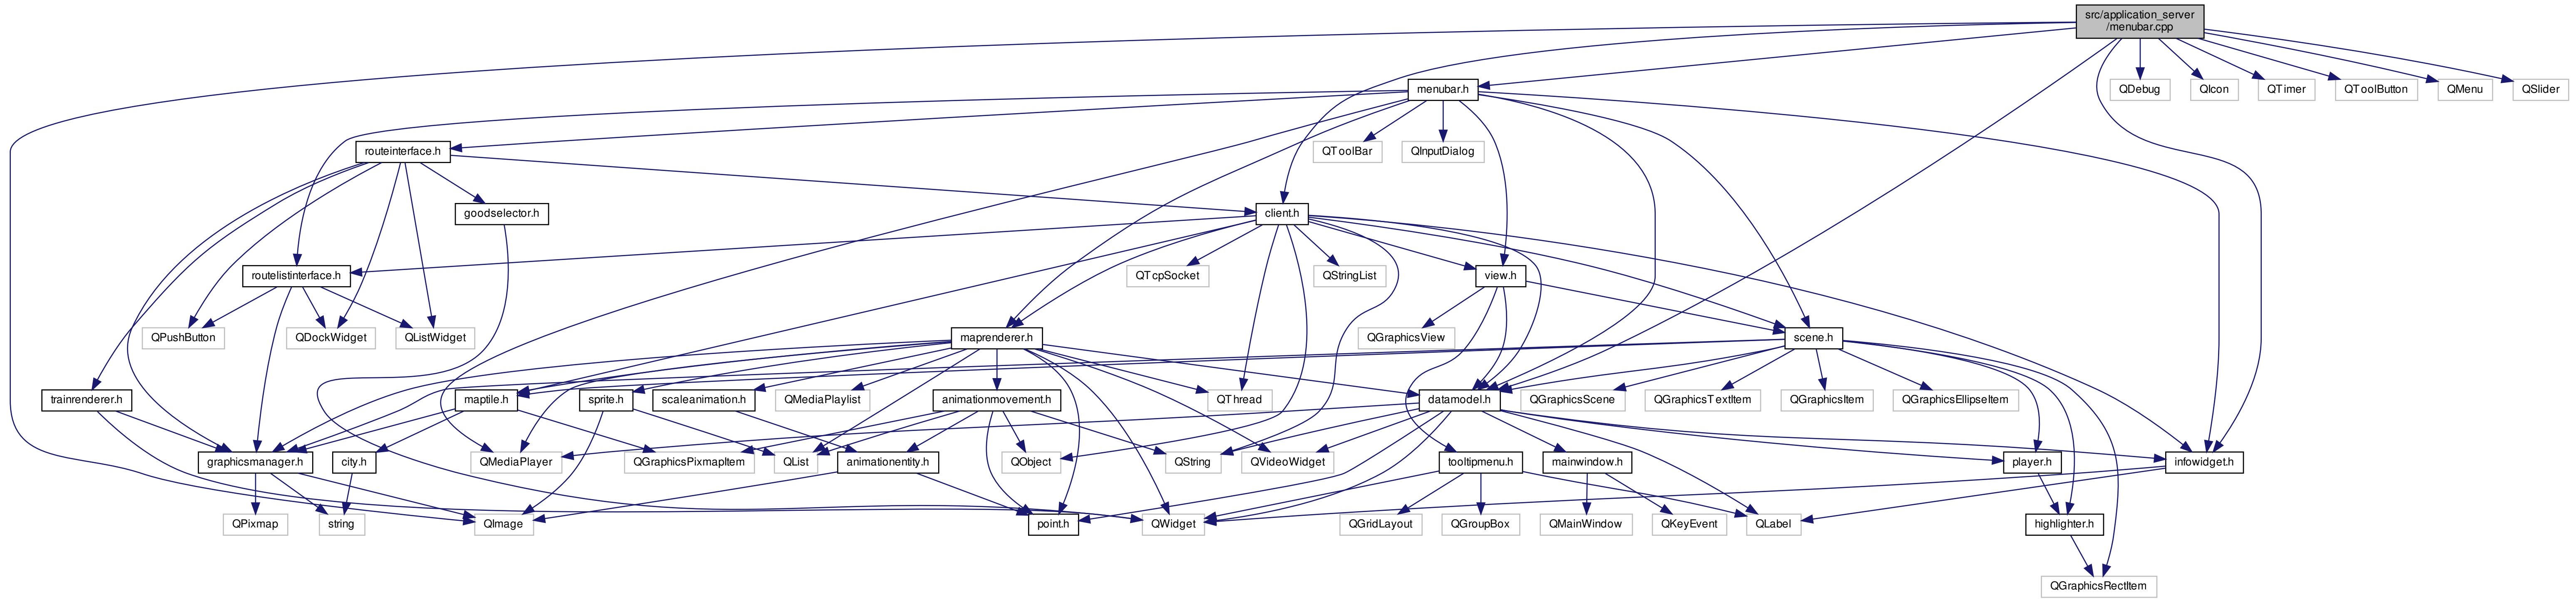 src/application_server
/menubar.cpp
menubar.h
QDebug
QIcon
QTimer
QToolButton
QMenu
QSlider
routeinterface.h
QToolBar
QInputDialog
goodselector.h
client.h
routelistinterface.h
QTcpSocket
QStringList
view.h
QPushButton
QDockWidget
QListWidget
maprenderer.h
QGraphicsView
scene.h
trainrenderer.h
maptile.h
sprite.h
scaleanimation.h
QMediaPlaylist
animationmovement.h
QThread
datamodel.h
QGraphicsScene
QGraphicsTextItem
QGraphicsItem
QGraphicsEllipseItem
graphicsmanager.h
city.h
QMediaPlayer
QGraphicsPixmapItem
QList
animationentity.h
QObject
QString
QVideoWidget
tooltipmenu.h
mainwindow.h
player.h
infowidget.h
QPixmap
string
QImage
point.h
QWidget
QGridLayout
QGroupBox
QMainWindow
QKeyEvent
QLabel
highlighter.h
QGraphicsRectItem